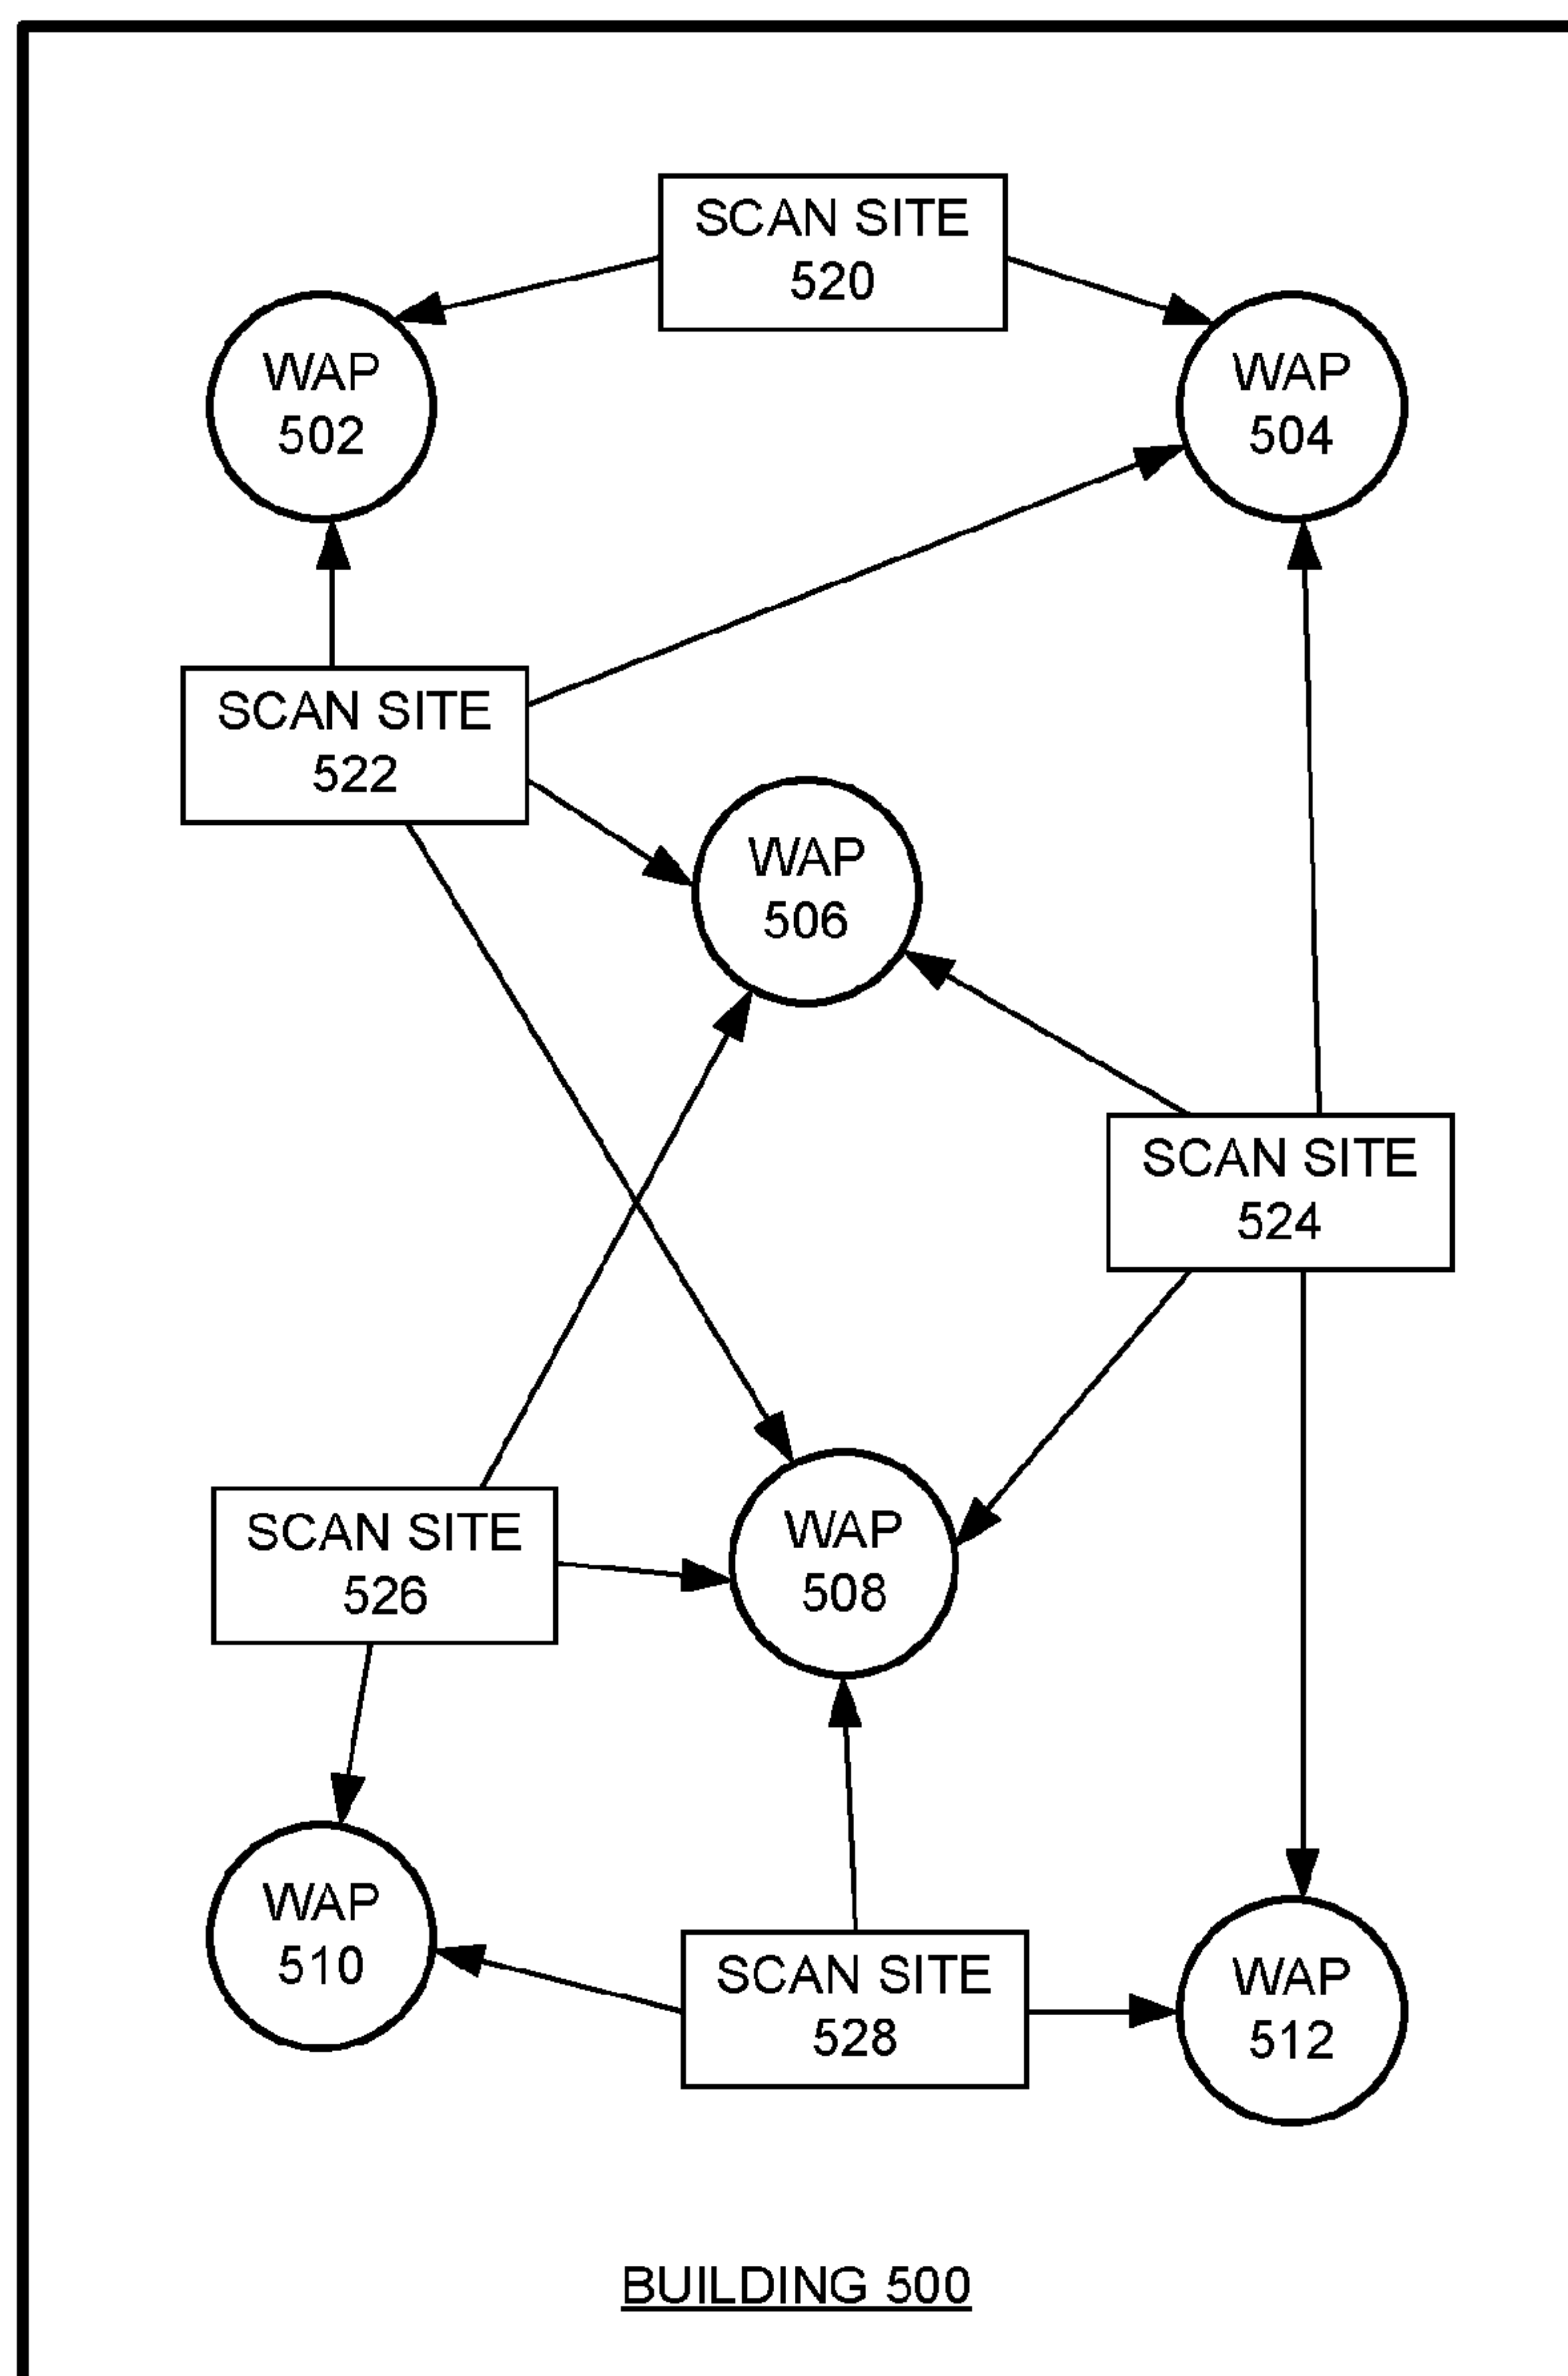 SCAN SITE
520
WAP
502
WAP
504
SCAN SITE
522
WAP
506
SCAN SITE
524
SCAN SITE
526
WAP
508
WAP
510
SCAN SITE
528
WAP
512
BUILDING 500